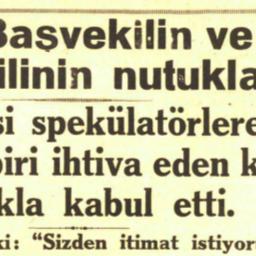 Başvekilin ve
ilinin nutukla
si spekülatörlere
biri ihtiva eden k
kla kabul etti.
ki: “Sizden itimat istiyor